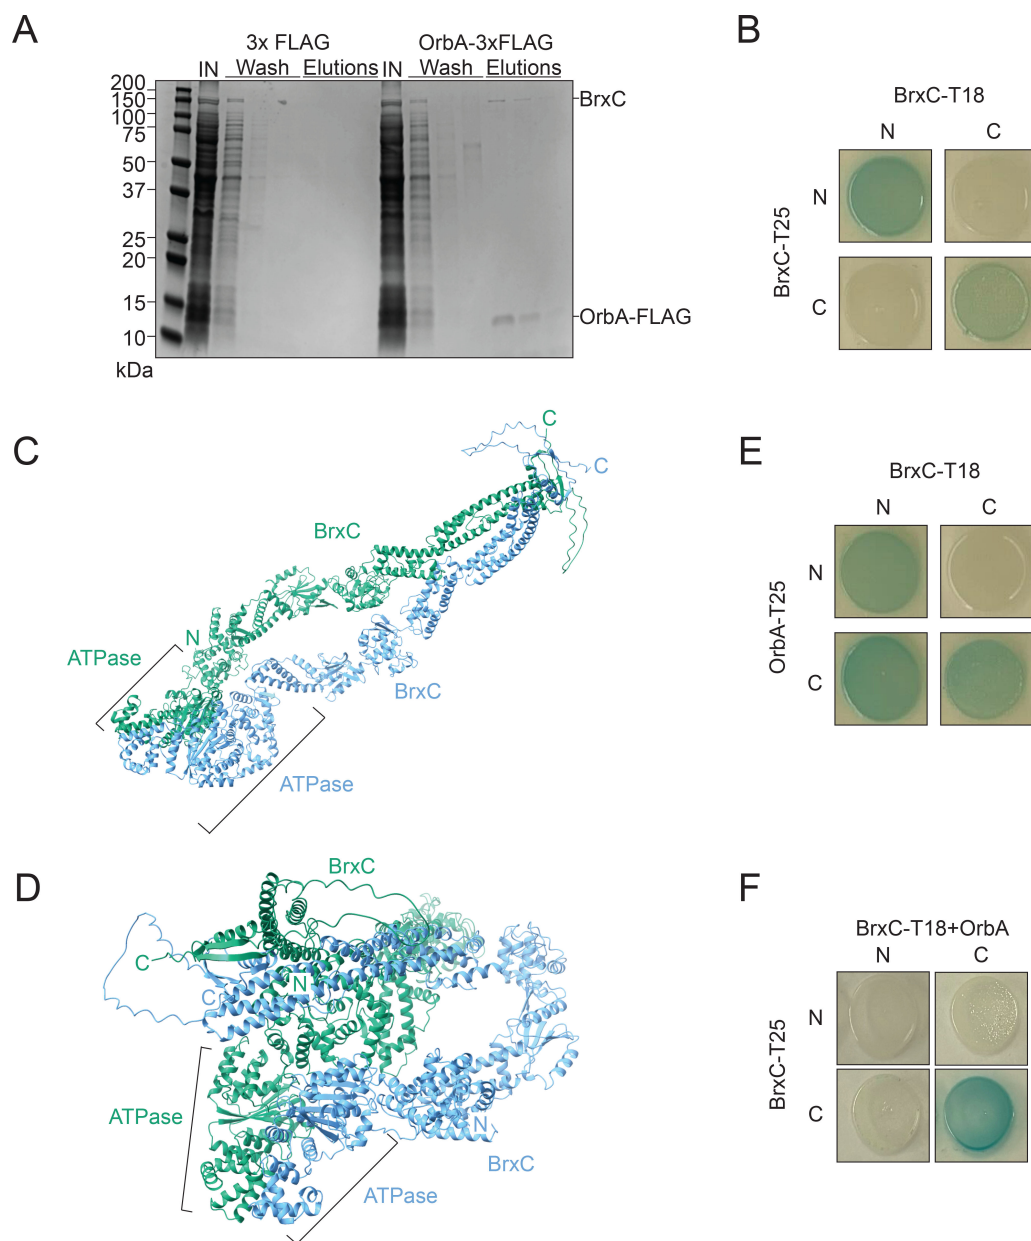 A
3x FLAG
OrbA-3xFLAG
IN Wash Elutions IN Wash Elutions
200
150
100
75
50
37
25
20
15
10
kDa
BrxC
OrbA-FLAG
B
BrxC-T18
N C
BrxC-T25
N
C
C
C
C
BrxC
N
ATPase
BrxC
ATPase
E
BrxC-T18
N C
OrbA-T25
N
C
D
BrxC
C
C
N
ATPase
N
BrxC
ATPase
F
BrxC-T18+OrbA
N C
BrxC-T25
N
C